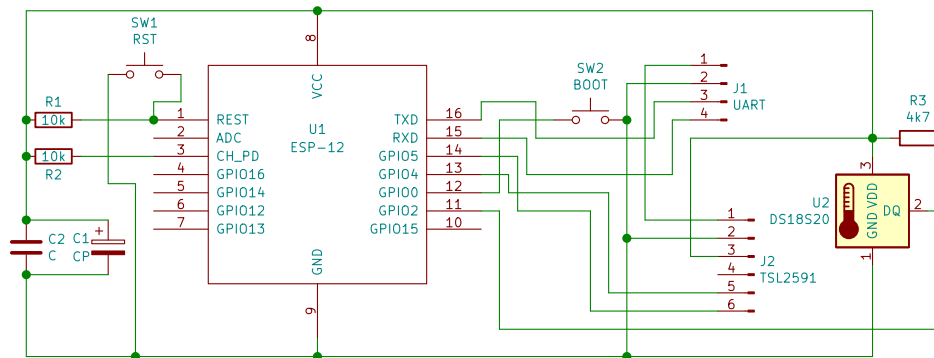 SW1
RST
R1
10k
10k
R2
C2
C
C1
CP
+
8
VCC
U1
ESP-12
GND
9
1 REST
2 ADC
3 CH_PD
4 GPIO16
5 GPIO14
6 GPIO12
7 GPIO13
TXD 16
RXD 15
GPIO5 14
GPIO4 13
GPIO0 12
GPIO2 11
GPIO15 10
SW2
BOOT
1
2
3
4
J1
UART
1
2
3
4
5
6
J2
TSL2591
R3
4k7
U2
DS18S20
3
VDD
GND
DQ
2
1